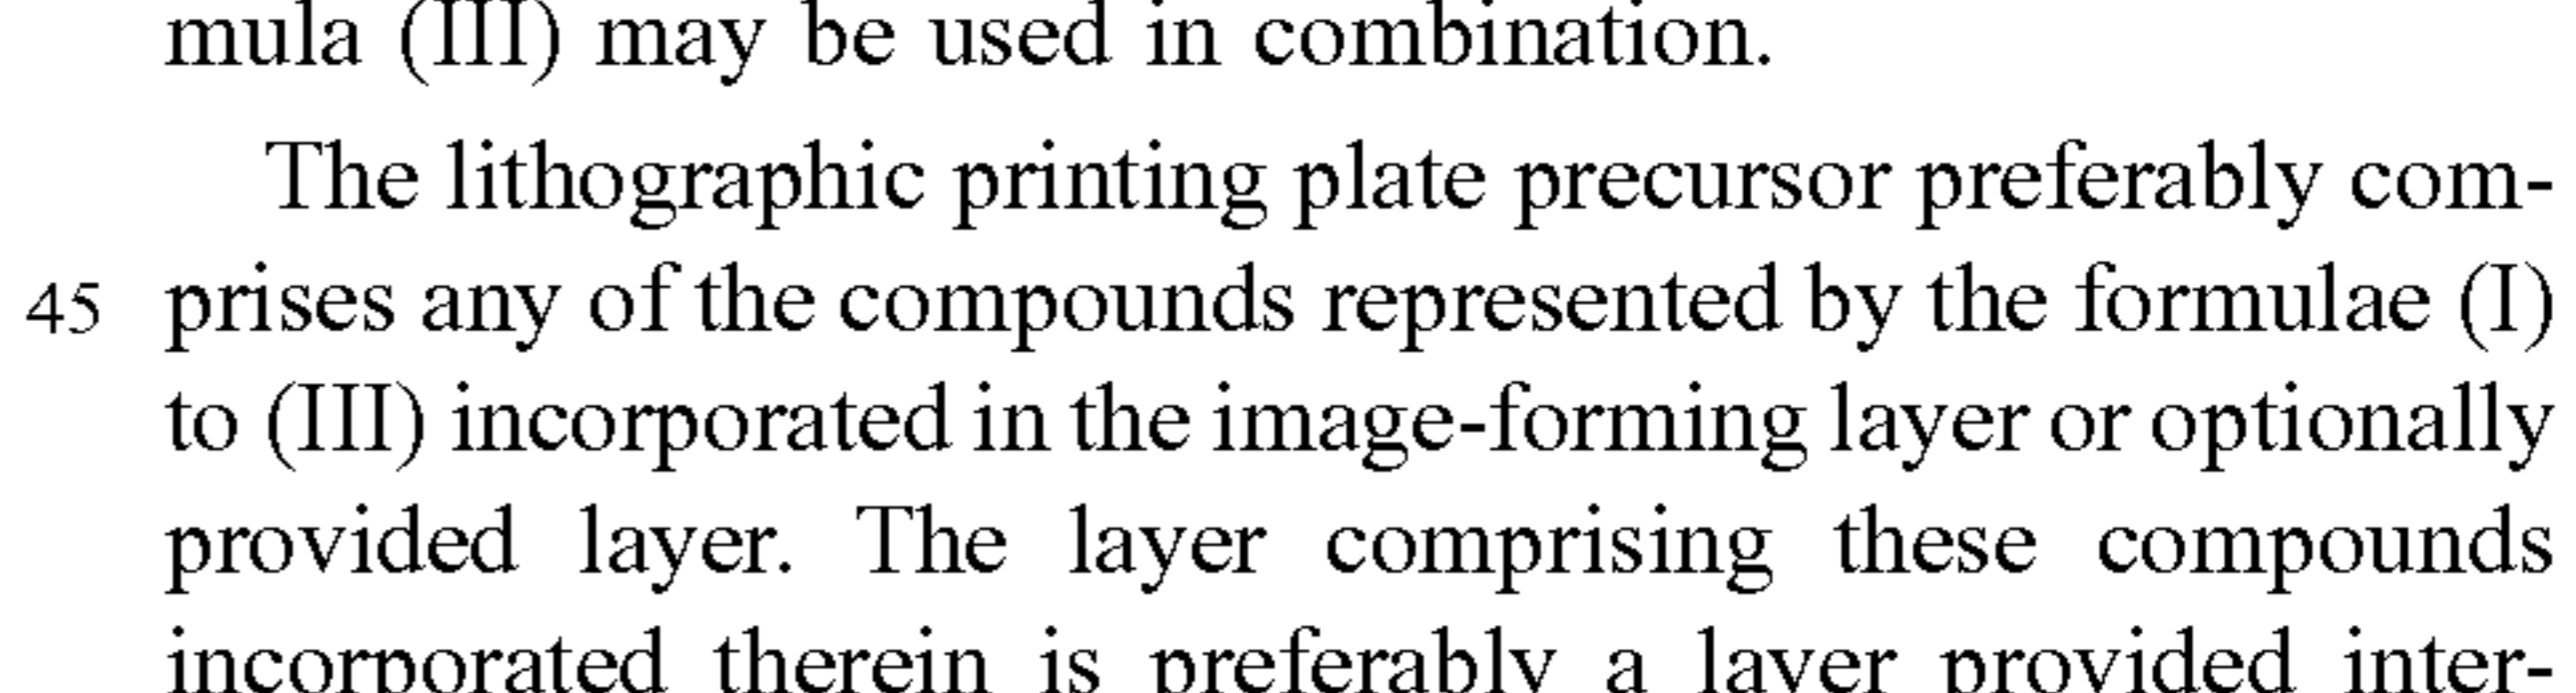 mula (III) may be used in combination.
The lithographic printing plate precursor preferably com-
45 prises any of the compounds represented by the formulae (I)
to (III) incorporated in the image-forming layer or optionally
provided layer. The layer comprising these compounds
incorporated therein is preferably a layer provided inter-